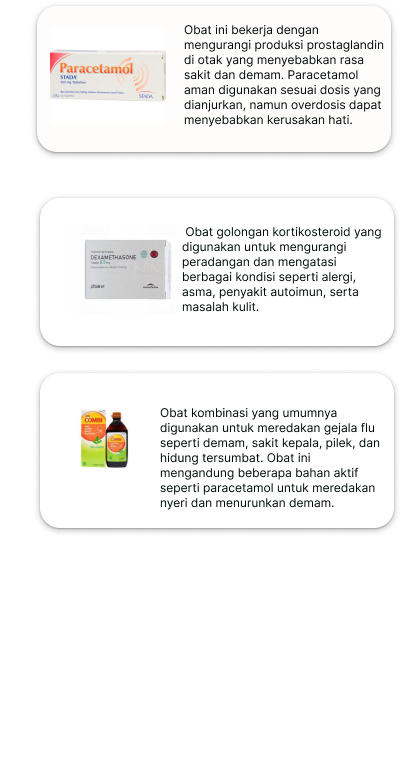 Obat ini bekerja dengan
mengurangi produksi prostaglandin
di otak yang menyebabkan rasa
sakit dan demam. Paracetamol
aman digunakan sesuai dosis yang
dianjurkan, namun overdosis dapat
menyebabkan kerusakan hati.
Paracetamol
STADA
STADA
Obat golongan kortikosteroid yang
digunakan untuk mengurangi
peradangan dan mengatasi
berbagai kondisi seperti alergi,
asma, penyakit autoimun, serta
masalah kulit.
DEXAMETHASONE
Obat kombinasi yang umumnya
digunakan untuk meredakan gejala flu
seperti demam, sakit kepala, pilek, dan
hidung tersumbat. Obat ini
mengandung beberapa bahan aktif
seperti paracetamol untuk meredakan
nyeri dan menurunkan demam.
COMBI